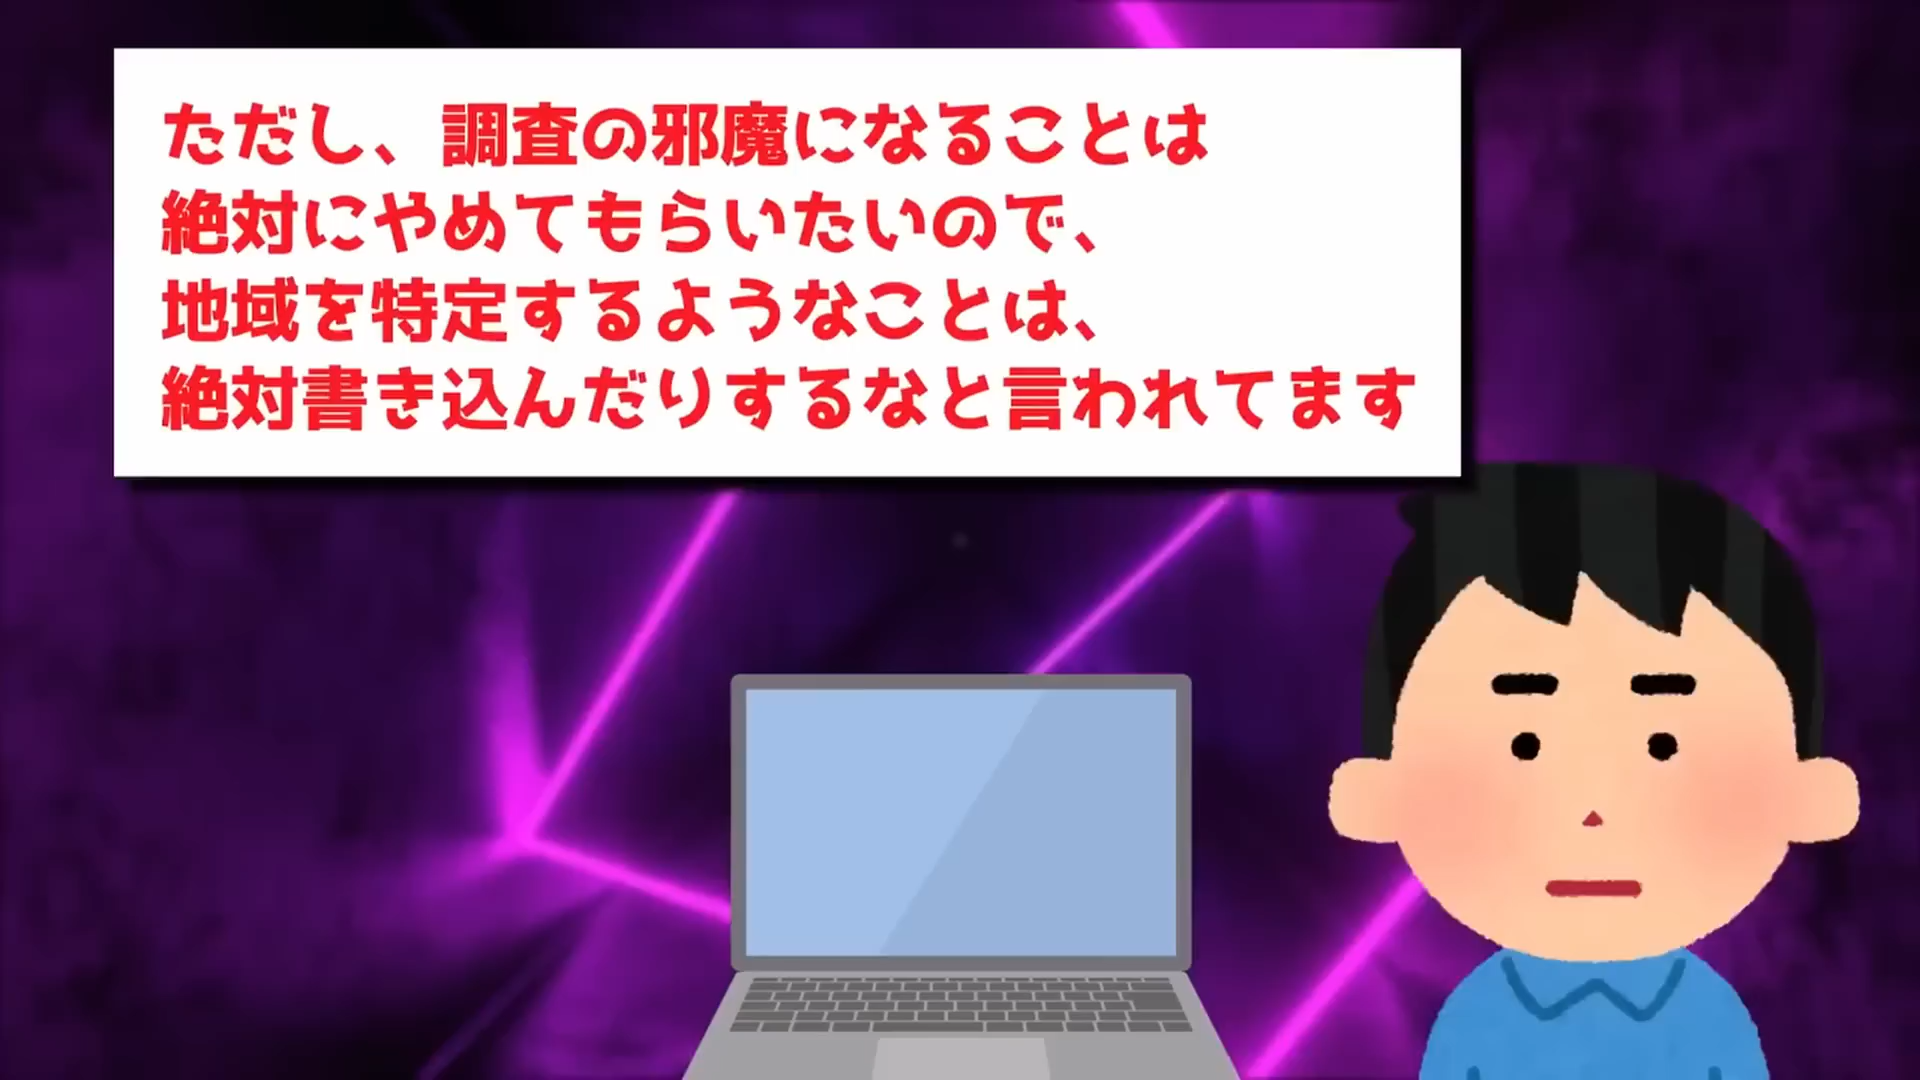 ただし、調査の邪魔になることは
絶対にやめてもらいたいので、
地域を特定するようなことは、
絶対書き込んだりするなと言われてます